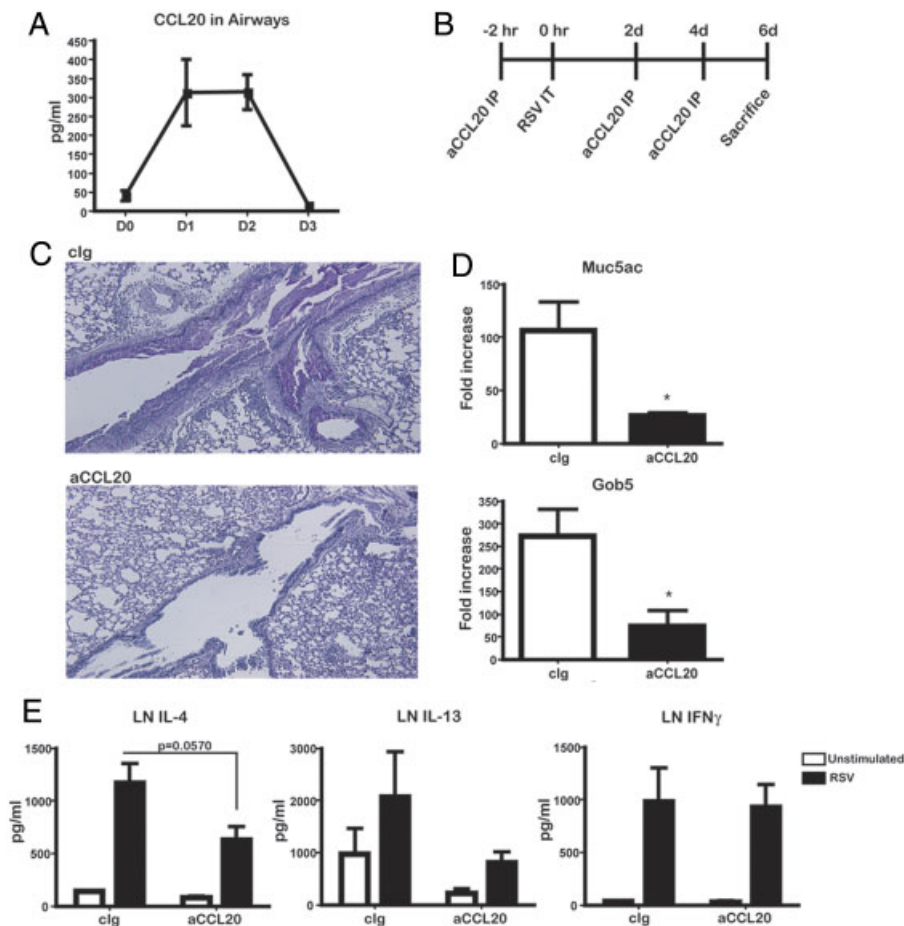 A
CCL20 in Airways
pg/ml
450
400
350
300
250
200
150
100
50
0
D0 D1 D2 D3
B
-2 hr 0 hr 2d 4d 6d
aCCL20 IP RSV IT aCCL20 IP aCCL20 IP Sacrifice
C
cIg
aCCL20
D
Muc5ac
Fold increase
150
100
50
0
*
cIg aCCL20
Gob5
Fold increase
350
300
250
200
150
100
50
0
*
cIg aCCL20
E
LN IL-4
pg/ml
1500
1000
500
0
p=0.0570
cIg aCCL20
LN IL-13
pg/ml
3000
2000
1000
0
cIg aCCL20
LN IFNγ
pg/ml
1500
1000
500
0
cIg aCCL20
Unstimulated
RSV